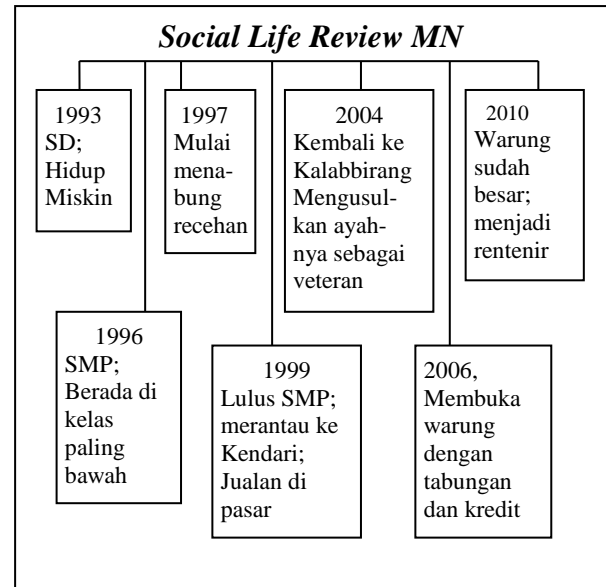 Social Life Review MN
1993
SD;
Hidup
Miskin
1996
SMP;
Berada di
kelas
paling
bawah
1997
Mulai
mena-
bung
recehan
1999
Lulus SMP;
merantau ke
Kendari;
Jualan di
pasar
2004
Kembali ke
Kalabbirang
Mengusul-
kan ayah-
nya sebagai
veteran
2006,
Membuka
warung
dengan
tabungan
dan kredit
2010
Warung
sudah
besar;
menjadi
rentenir